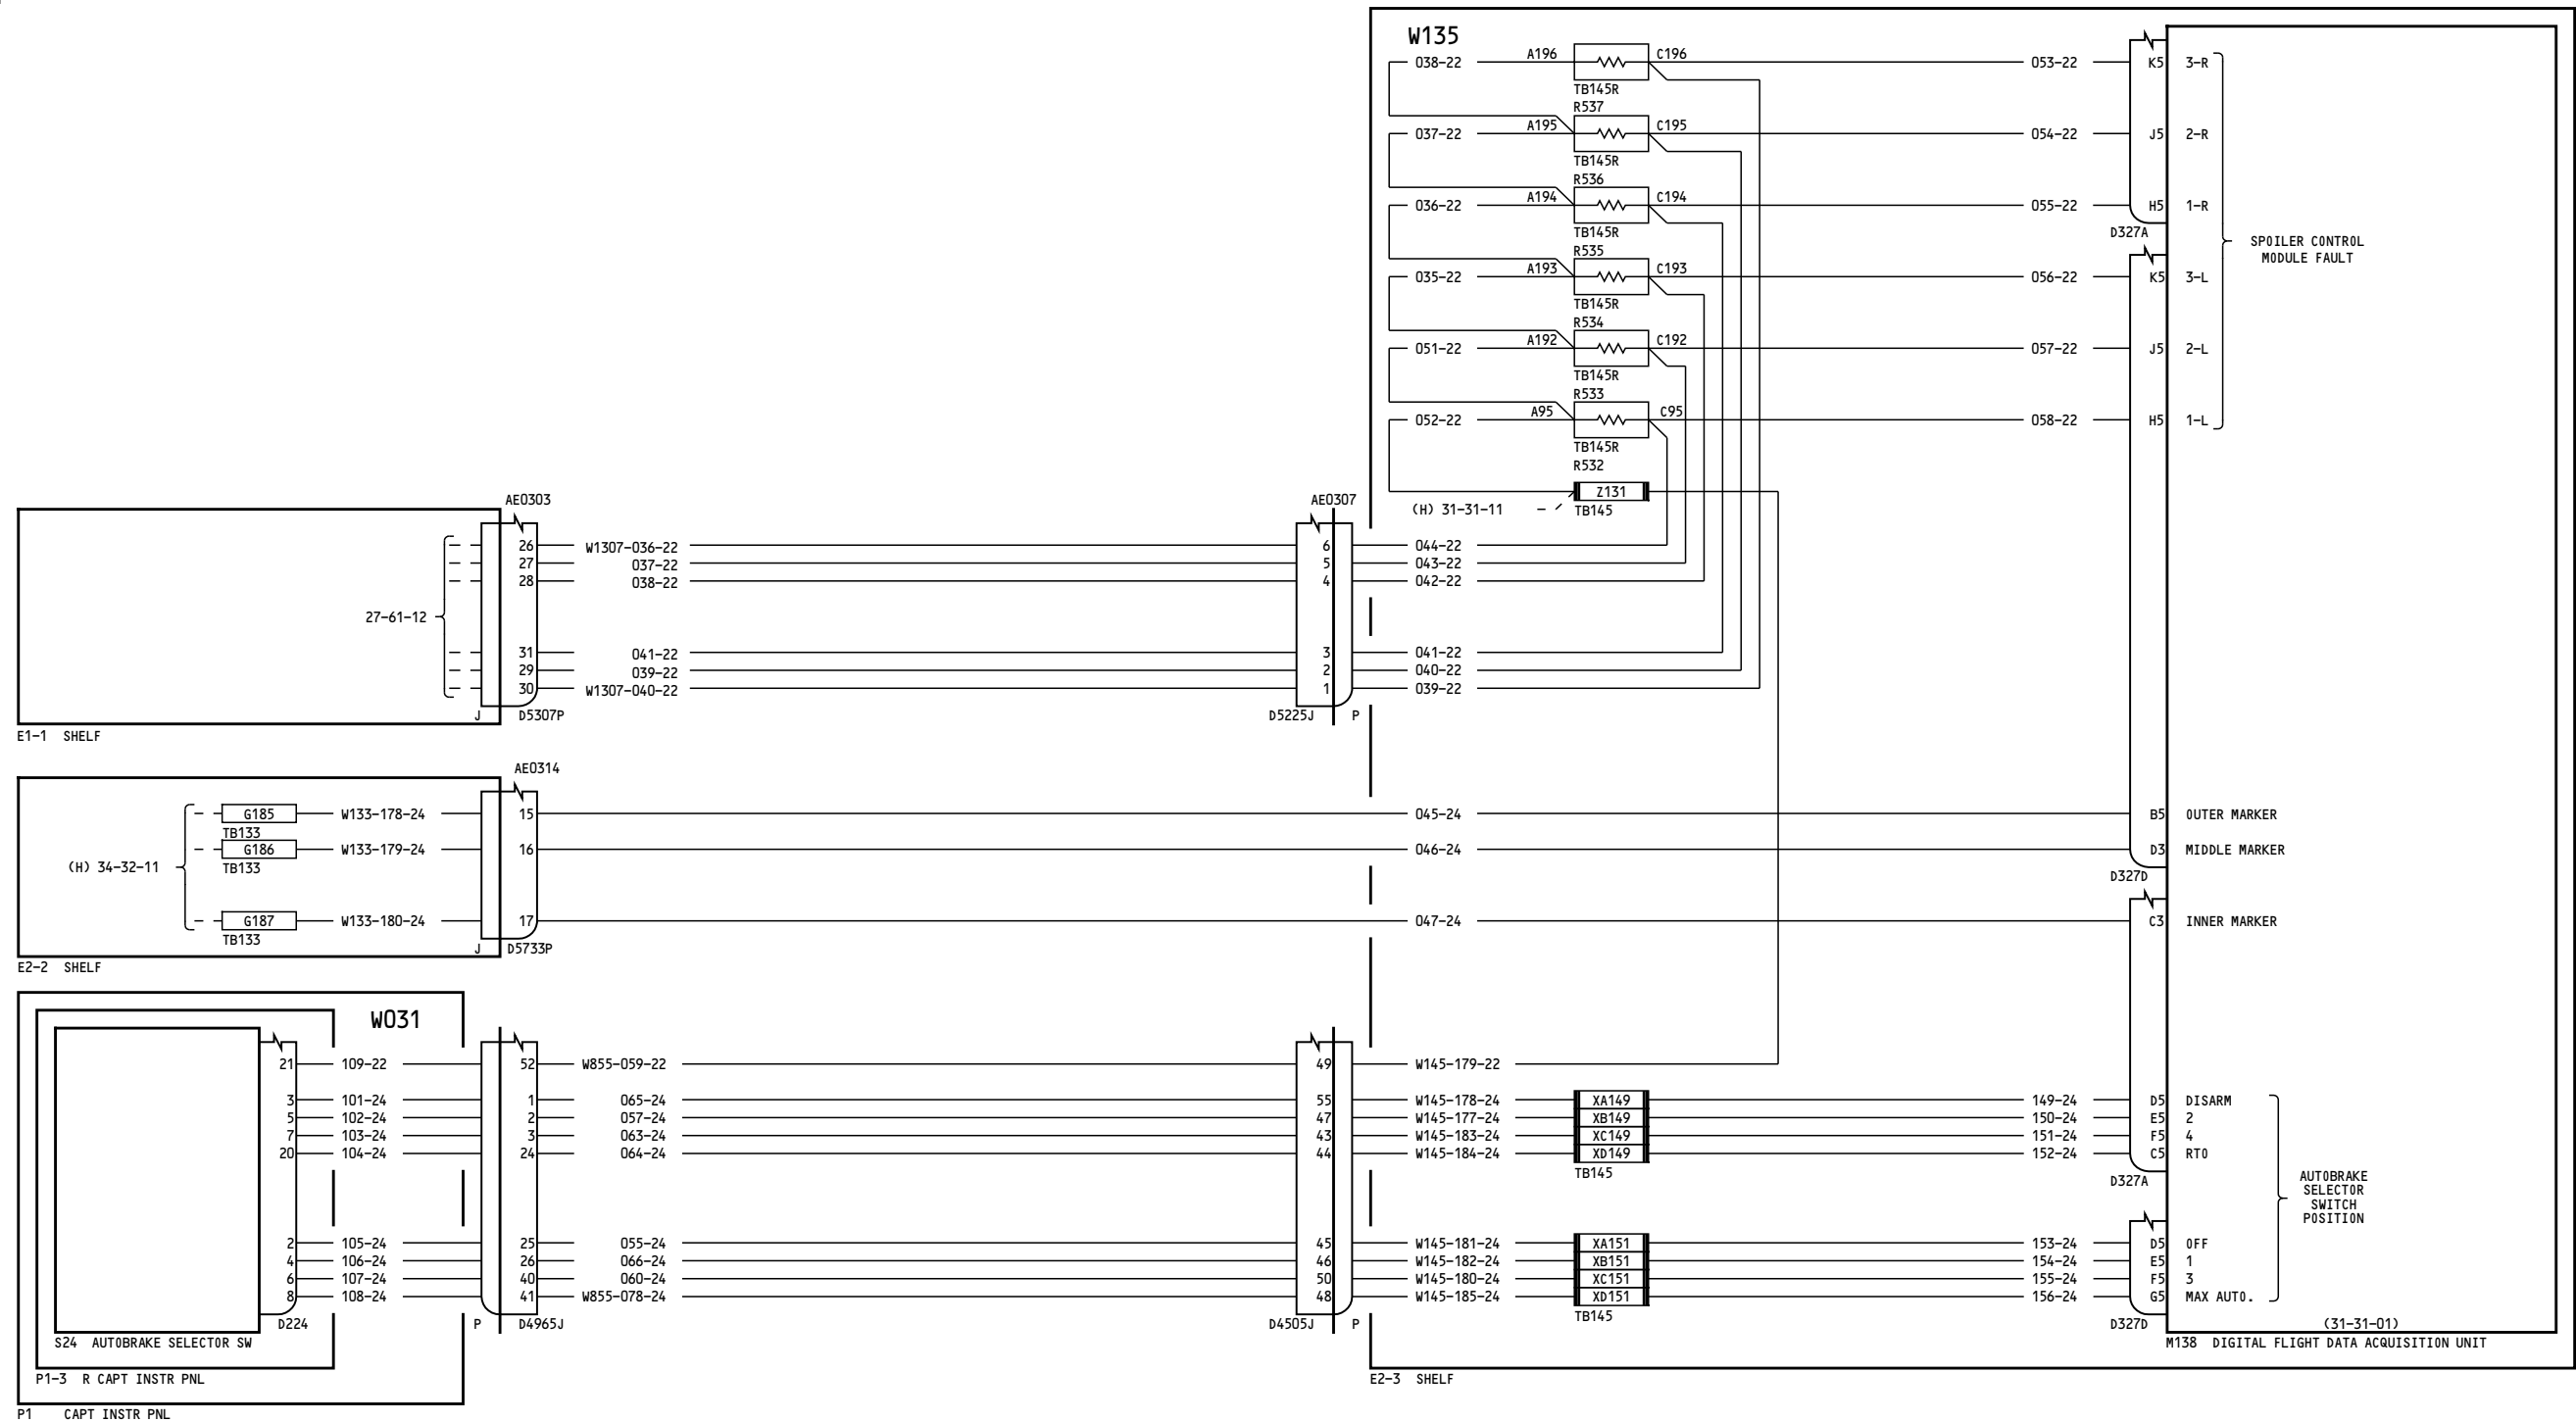 W135
038-22 A196 C196 053-22 K5 3-R
TB145R
R537
037-22 A195 C195 054-22 J5 2-R
TB145R
R536
036-22 A194 C194 055-22 H5 1-R
TB145R
D327A
R535
SPOILER CONTROL
MODULE FAULT
035-22 A193 C193 056-22 K5 3-L
TB145R
R534
051-22 A192 C192 057-22 J5 2-L
TB145R
R533
052-22 A95 C95 058-22 H5 1-L
TB145R
R532
Z131
(H) 31-31-11 TB145
AE0303 AE0307
26 W1307-036-22 6 044-22
27 037-22 5 043-22
28 038-22 4 042-22
27-61-12
31 041-22 3 041-22
29 039-22 2 040-22
30 W1307-040-22 1 039-22
J D5307P D5225J P
E1-1 SHELF
AE0314
G185 W133-178-24 15 045-24 B5 OUTER MARKER
TB133
G186 W133-179-24 16 046-24 D3 MIDDLE MARKER
TB133
(H) 34-32-11
D327D
G187 W133-180-24 17 047-24 C3 INNER MARKER
TB133
J D5733P
E2-2 SHELF
W031
21 109-22 52 W855-059-22 49 W145-179-22
3 101-24 1 065-24 55 W145-178-24 XA149 149-24 D5 DISARM
5 102-24 2 057-24 47 W145-177-24 XB149 150-24 E5 2
7 103-24 3 063-24 43 W145-183-24 XC149 151-24 F5 4
20 104-24 24 064-24 44 W145-184-24 XD149 152-24 C5 RTO
TB145
D327A
AUTOBRAKE
SELECTOR
SWITCH
POSITION
2 105-24 25 055-24 45 W145-181-24 XA151 153-24 D5 OFF
4 106-24 26 066-24 46 W145-182-24 XB151 154-24 E5 1
6 107-24 40 060-24 50 W145-180-24 XC151 155-24 F5 3
8 108-24 41 W855-078-24 48 W145-185-24 XD151 156-24 G5 MAX AUTO.
TB145
D224 P D4965J D4505J P D327D (31-31-01)
S24 AUTOBRAKE SELECTOR SW
M138 DIGITAL FLIGHT DATA ACQUISITION UNIT
P1-3 R CAPT INSTR PNL
E2-3 SHELF
P1 CAPT INSTR PNL